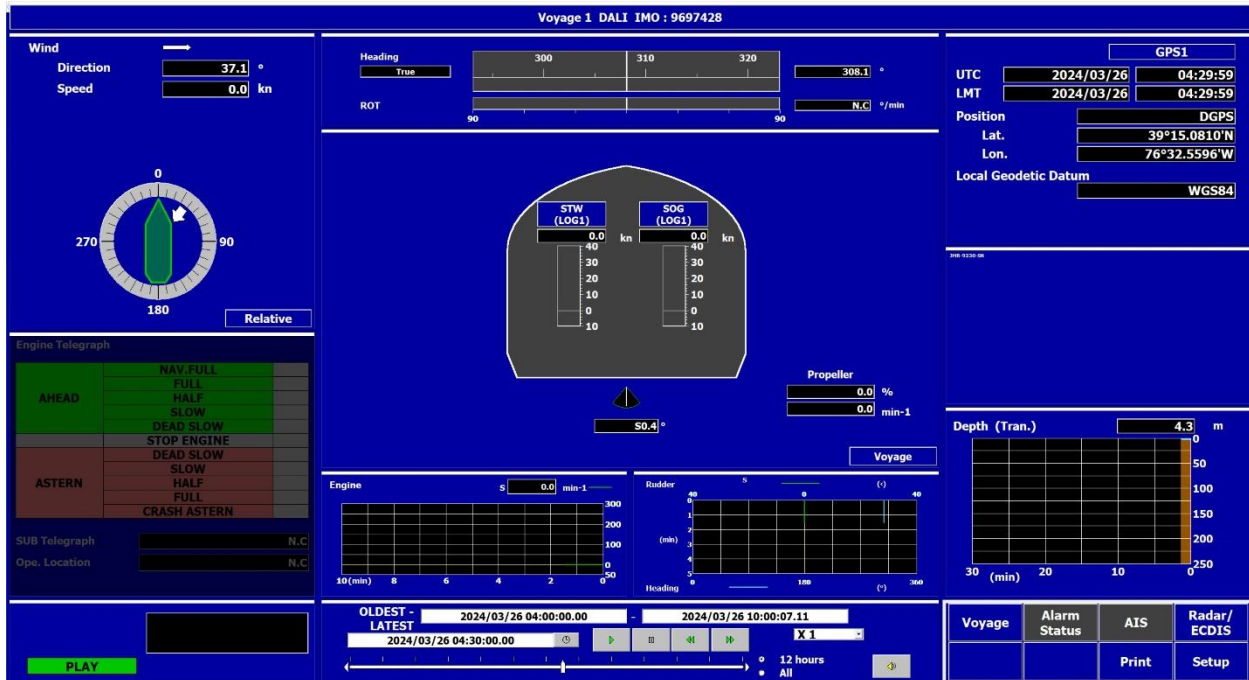 Voyage 1 DALI IMO : 9697428
Wind
Direction 37.1 °
Speed 0.0 kn
0
270 90
180
Relative
Engine Telegraph
AHEAD
NAV.FULL
FULL
HALF
SLOW
DEAD SLOW
STOP ENGINE
ASTERN
DEAD SLOW
SLOW
HALF
FULL
CRASH ASTERN
SUB Telegraph N.C
Ope. Location N.C
PLAY
Heading
True
300 310 320
308.1 °
ROT
90 90
N.C °/min
STW (LOG1)
0.0 kn
40
30
20
10
0
10
SOG (LOG1)
0.0 kn
40
30
20
10
0
10
Propeller
0.0 %
0.0 min-1
S0.4 °
Voyage
Engine S 0.0 min-1
300
200
100
0
50
10(min) 8 6 4 2 0
Rudder S (°)
40 0 40
0
1
2
(min) 3
4
5
0 180 360
Heading (°)
OLDEST - LATEST
2024/03/26 04:00:00.00 - 2024/03/26 10:00:07.11
2024/03/26 04:30:00.00
X 1
12 hours
All
GPS1
UTC 2024/03/26 04:29:59
LMT 2024/03/26 04:29:59
Position DGPS
Lat. 39°15.0810'N
Lon. 76°32.5596'W
Local Geodetic Datum
WGS84
Depth (Tran.) 4.3 m
0
50
100
150
200
250
30 (min) 20 10 0
Voyage
Alarm Status
AIS
Radar/ ECDIS
Print
Setup